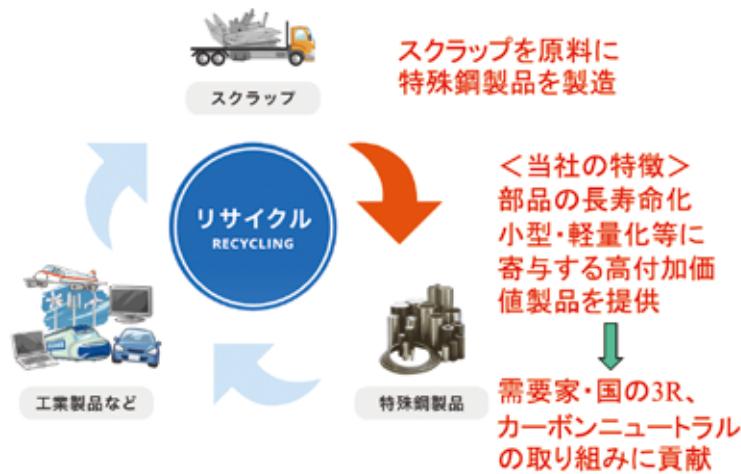 スクラップを原料に
特殊鋼製品を製造
スクラップ
リサイクル
RECYCLING
＜当社の特徴＞
部品の長寿命化
小型・軽量化等に
寄与する高付加価
値製品を提供
工業製品など
特殊鋼製品
需要家・国の3R、
カーボンニュートラル
の取り組みに貢献